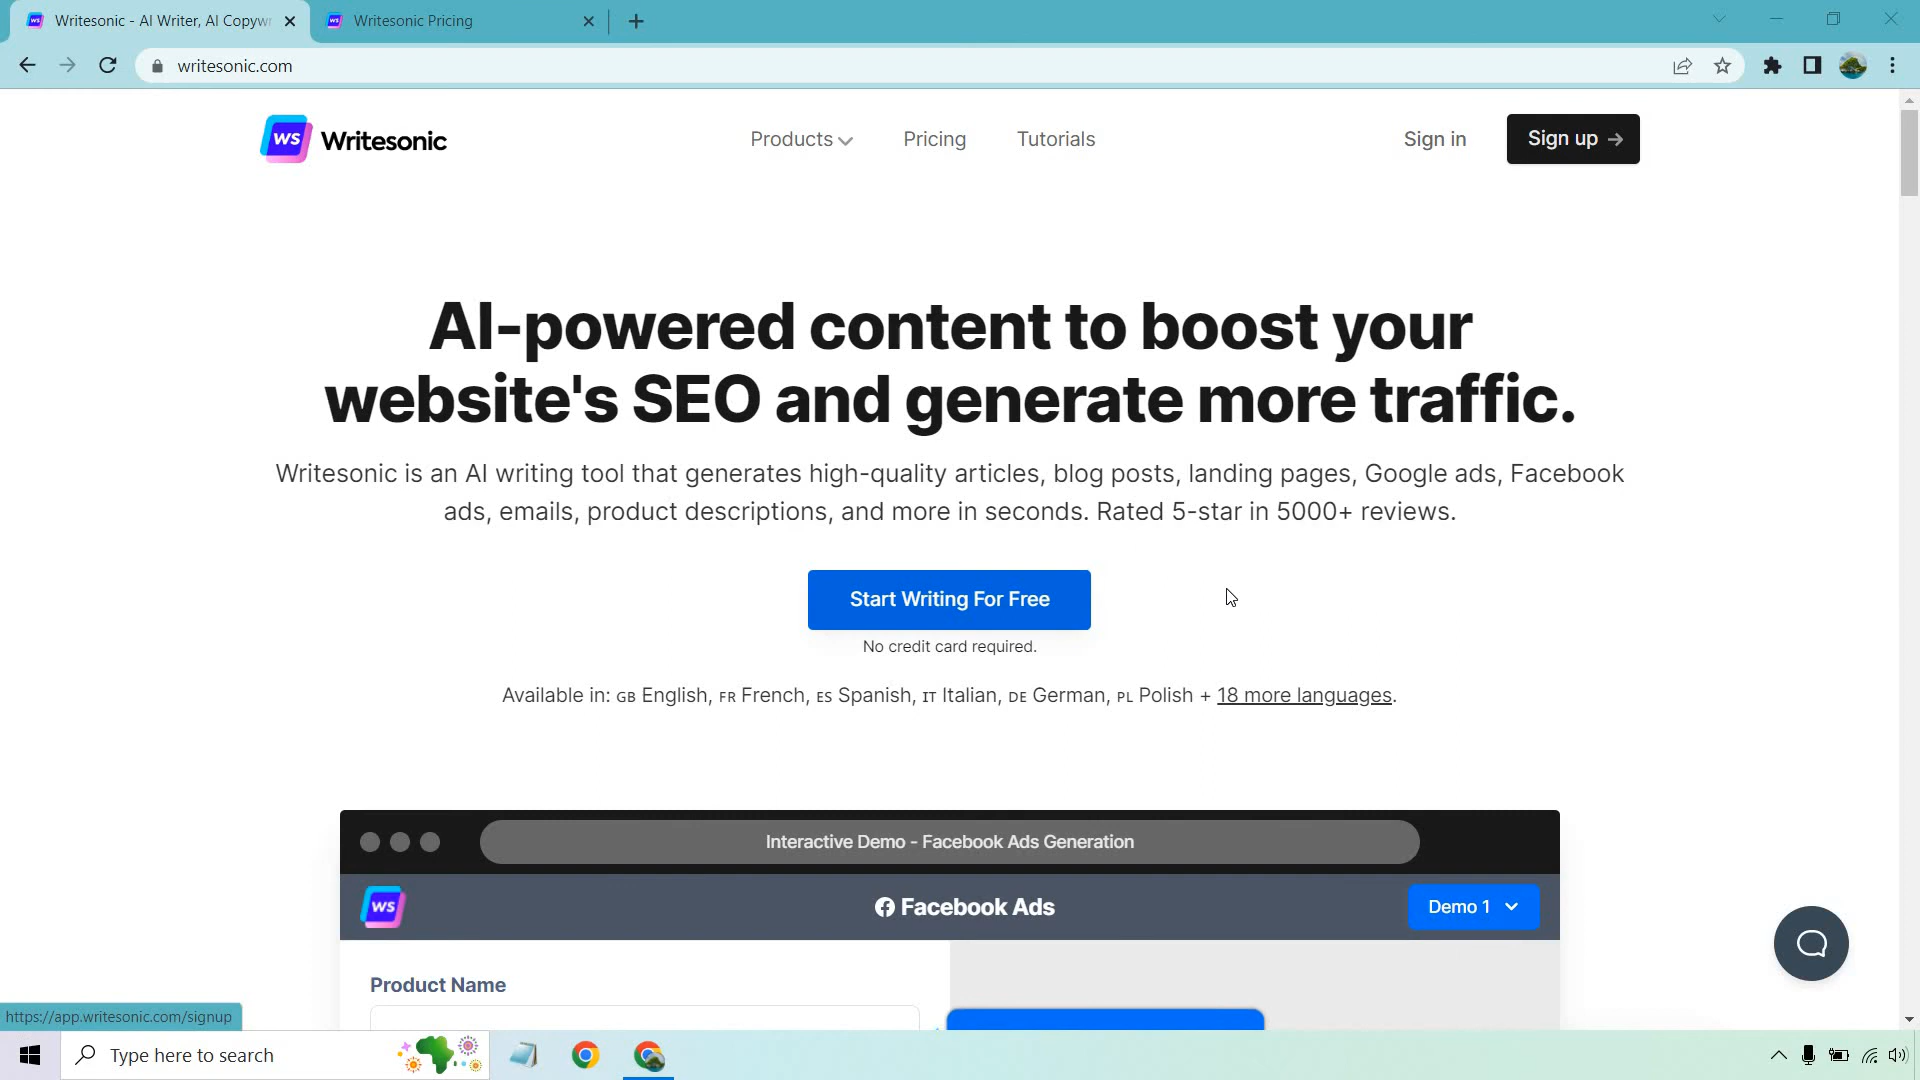 Writesonic - AI Writer, AI Copywr
Writesonic Pricing
writesonic.com
WS Writesonic
Products
Pricing
Tutorials
Sign in
Sign up
AI-powered content to boost your
website's SEO and generate more traffic.
Writesonic is an AI writing tool that generates high-quality articles, blog posts, landing pages, Google ads, Facebook
ads, emails, product descriptions, and more in seconds. Rated 5-star in 5000+ reviews.
Start Writing For Free
No credit card required.
Available in: GB English, FR French, ES Spanish, IT Italian, DE German, PL Polish + 18 more languages.
Interactive Demo - Facebook Ads Generation
WS
Facebook Ads
Demo 1
Product Name
https://app.writesonic.com/signup
Type here to search